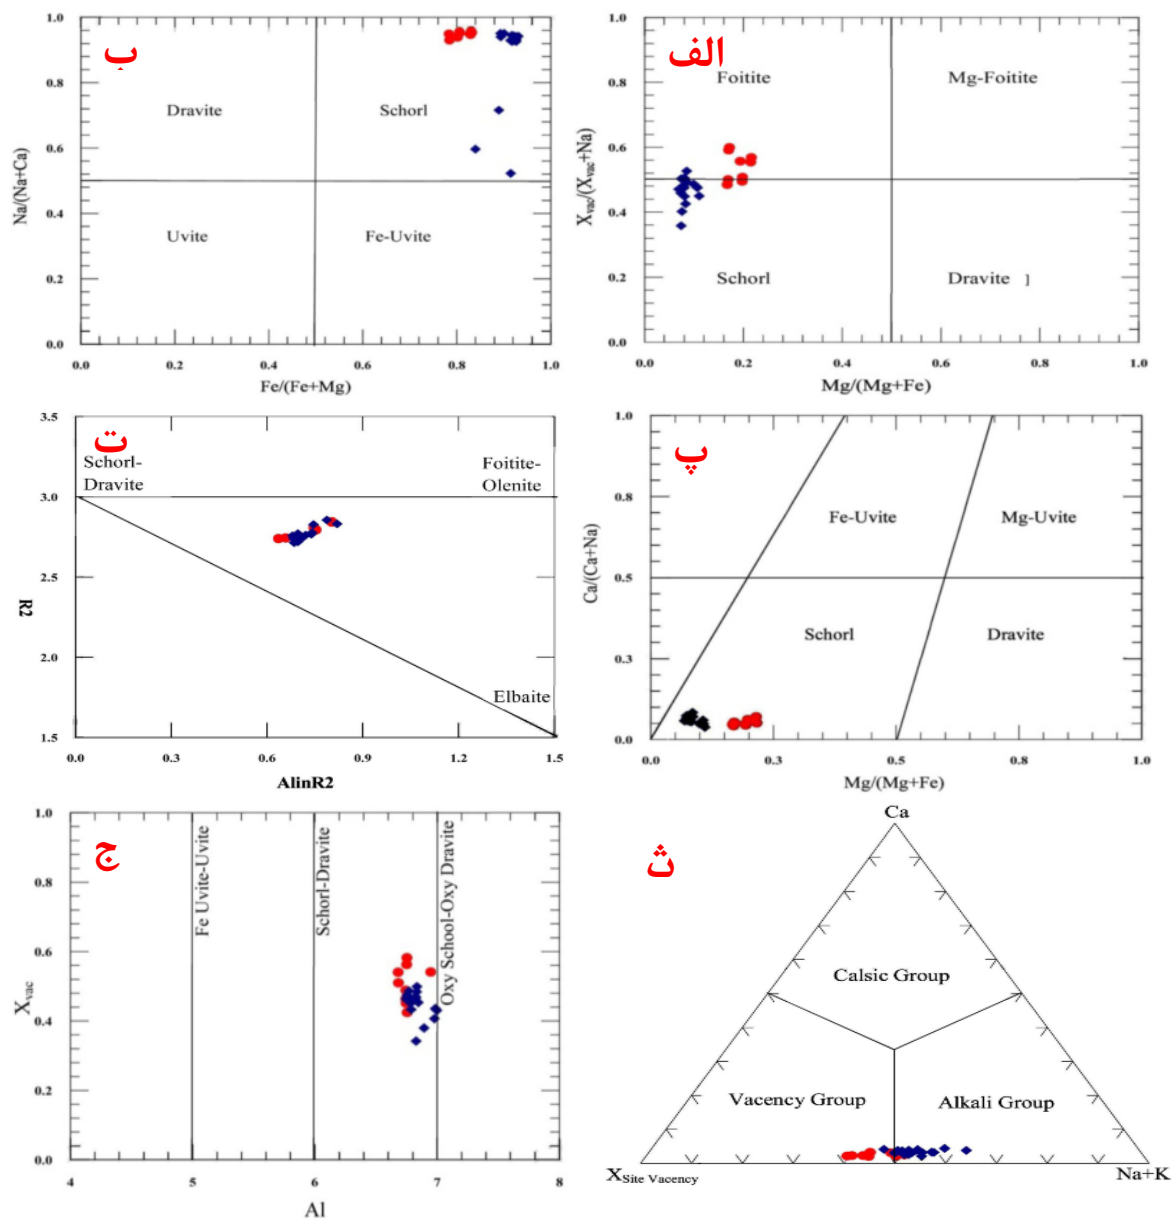 ب
1.0
0.8
0.6
0.4
0.2
0.0
Na/(Na+Ca)
Dravite
Schorl
Uvite
Fe-Uvite
0.0
0.2
0.4
0.6
0.8
1.0
Fe/(Fe+Mg)
الف
1.0
0.8
0.6
0.4
0.2
0.0
Xvac/(Xvac+Na)
Foitite
Mg-Foitite
Schorl
Dravite ]
0.0
0.2
0.4
0.6
0.8
1.0
Mg/(Mg+Fe)
ت
3.5
3.0
2.5
2.0
1.5
R2
Schorl-
Dravite
Foitite-
Olenite
Elbaite
0.0
0.3
0.6
0.9
1.2
1.5
AlinR2
پ
1.0
0.8
0.5
0.3
0.0
Ca/(Ca+Na)
Fe-Uvite
Mg-Uvite
Schorl
Dravite
0.0
0.3
0.5
0.8
1.0
Mg/(Mg+Fe)
ج
1.0
0.8
0.6
0.4
0.2
0.0
Xvac
Fe Uvite-Uvite
Schorl-Dravite
Oxy School-Oxy Dravite
4
5
6
7
8
Al
ث
Ca
Calsic Group
Vacency Group
Alkali Group
XSite Vacency
Na+K